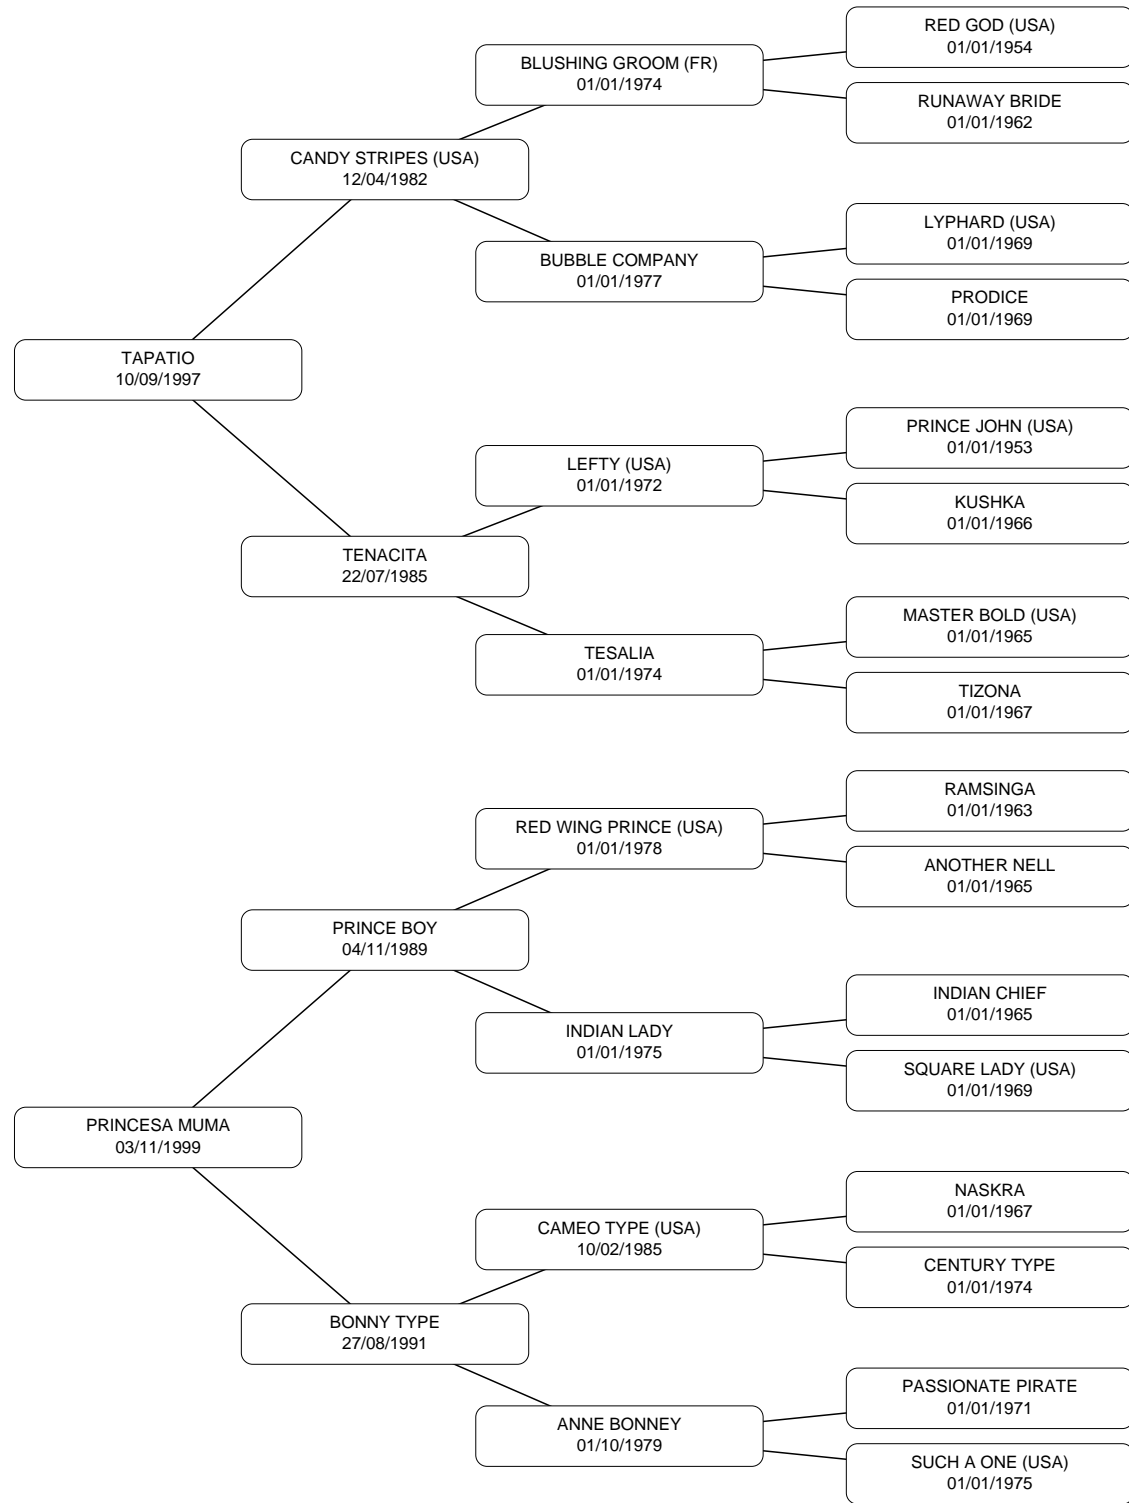 RED GOD (USA)
01/01/1954
BLUSHING GROOM (FR)
01/01/1974
RUNAWAY BRIDE
01/01/1962
CANDY STRIPES (USA)
12/04/1982
LYPHARD (USA)
01/01/1969
BUBBLE COMPANY
01/01/1977
PRODICE
01/01/1969
TAPATIO
10/09/1997
PRINCE JOHN (USA)
01/01/1953
LEFTY (USA)
01/01/1972
KUSHKA
01/01/1966
TENACITA
22/07/1985
MASTER BOLD (USA)
01/01/1965
TESALIA
01/01/1974
TIZONA
01/01/1967
RAMSINGA
01/01/1963
RED WING PRINCE (USA)
01/01/1978
ANOTHER NELL
01/01/1965
PRINCE BOY
04/11/1989
INDIAN CHIEF
01/01/1965
INDIAN LADY
01/01/1975
SQUARE LADY (USA)
01/01/1969
PRINCESA MUMA
03/11/1999
NASKRA
01/01/1967
CAMEO TYPE (USA)
10/02/1985
CENTURY TYPE
01/01/1974
BONNY TYPE
27/08/1991
PASSIONATE PIRATE
01/01/1971
ANNE BONNEY
01/10/1979
SUCH A ONE (USA)
01/01/1975